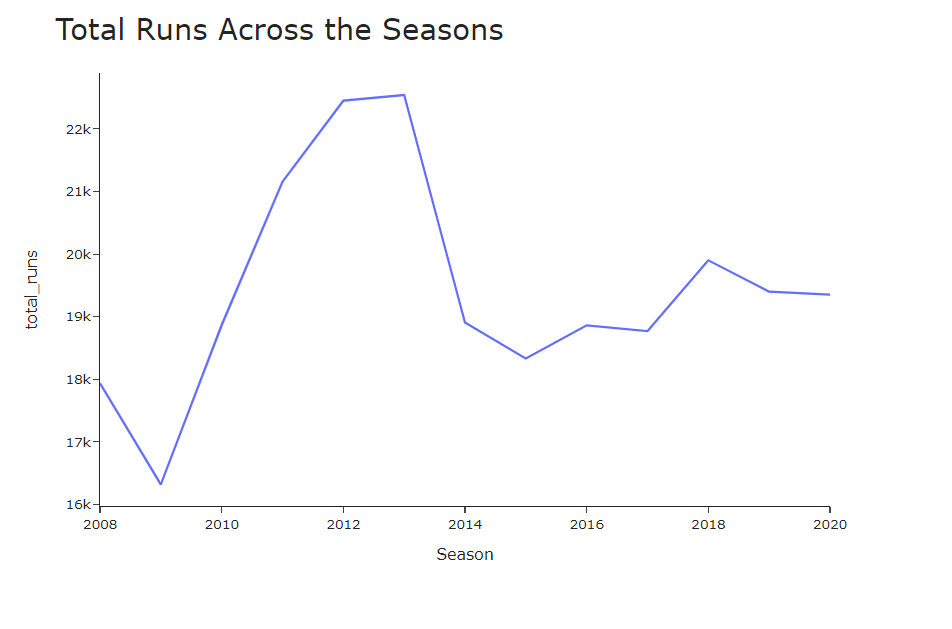 Total Runs Across the Seasons
total_runs
22k
21k
20k
19k
18k
17k
16k
2008 2010 2012 2014 2016 2018 2020
Season